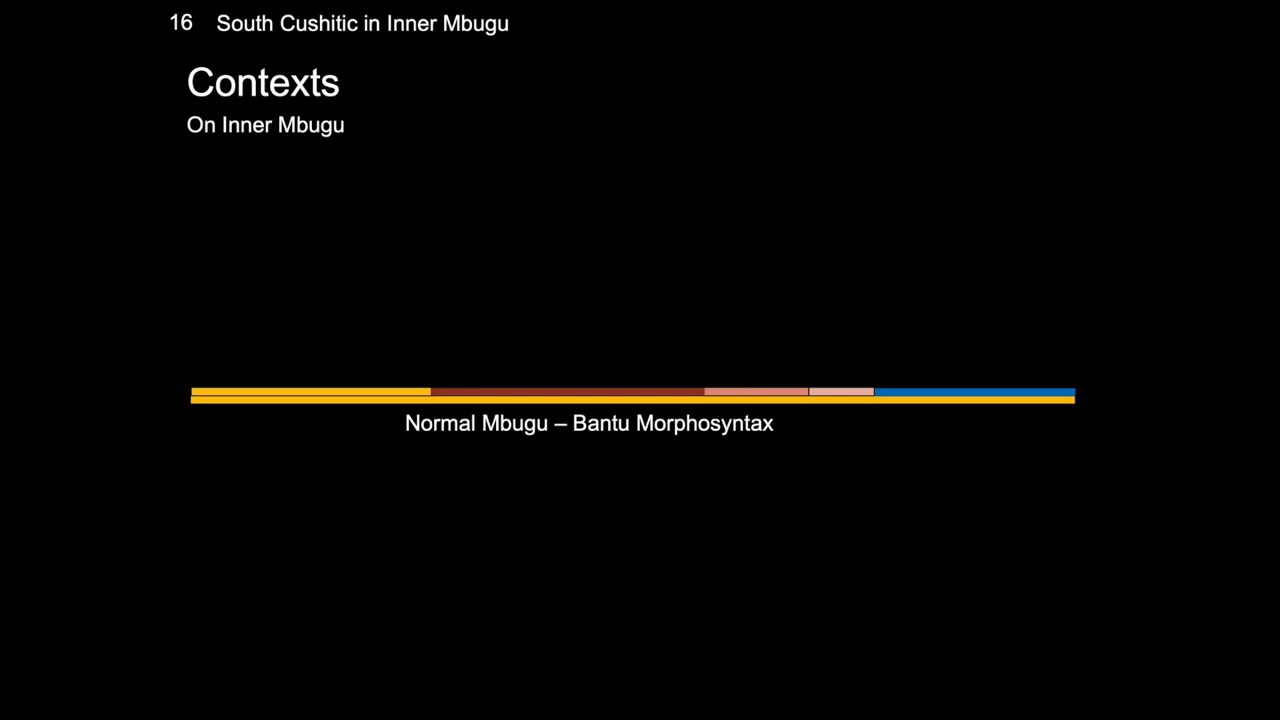 16 South Cushitic in Inner Mbugu
Contexts
On Inner Mbugu
Normal Mbugu – Bantu Morphosyntax